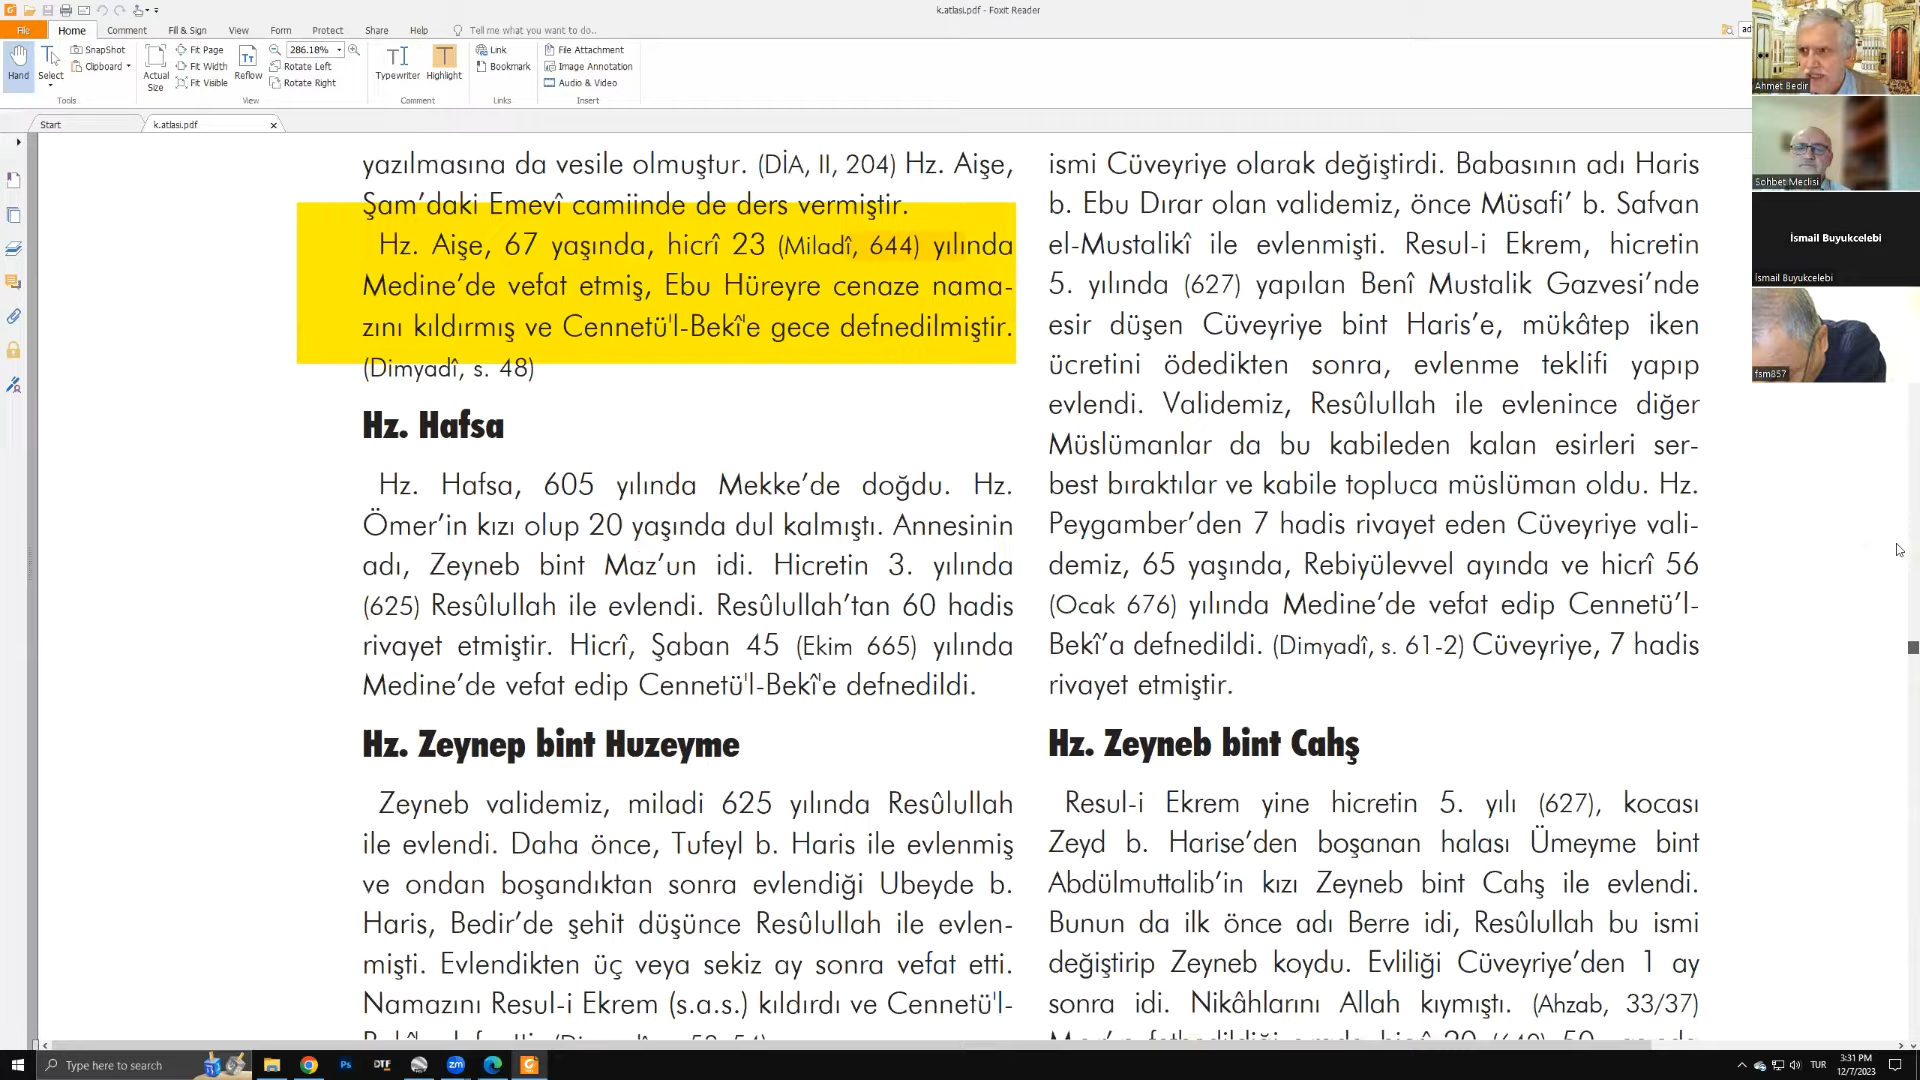 k.atlasi.pdf - Foxit Reader
File Home Comment Fill & Sign View Form Protect Share Help Tell me what you want to do..
Hand
Select
SnapShot
Clipboard
Tools
Actual Size
Fit Page
Fit Width
Fit Visible
Reflow
286.18%
Rotate Left
Rotate Right
View
Typewriter
Highlight
Comment
Link
Bookmark
Links
File Attachment
Image Annotation
Audio & Video
Insert
Start
k.atlasi.pdf
yazılmasına da vesile olmuştur. (DİA, II, 204) Hz. Aişe,
Şam’daki Emevî camiinde de ders vermiştir.
Hz. Aişe, 67 yaşında, hicrî 23 (Miladî, 644) yılında
Medine’de vefat etmiş, Ebu Hüreyre cenaze nama-
zını kıldırmış ve Cennetü'l-Bekî'e gece defnedilmiştir.
(Dimyadî, s. 48)
Hz. Hafsa
Hz. Hafsa, 605 yılında Mekke’de doğdu. Hz.
Ömer’in kızı olup 20 yaşında dul kalmıştı. Annesinin
adı, Zeyneb bint Maz’un idi. Hicretin 3. yılında
(625) Resûlullah ile evlendi. Resûlullah’tan 60 hadis
rivayet etmiştir. Hicrî, Şaban 45 (Ekim 665) yılında
Medine’de vefat edip Cennetü'l-Bekî'e defnedildi.
Hz. Zeynep bint Huzeyme
Zeyneb validemiz, miladi 625 yılında Resûlullah
ile evlendi. Daha önce, Tufeyl b. Haris ile evlenmiş
ve ondan boşandıktan sonra evlendiği Ubeyde b.
Haris, Bedir’de şehit düşünce Resûlullah ile evlen-
mişti. Evlendikten üç veya sekiz ay sonra vefat etti.
Namazını Resul-i Ekrem (s.a.s.) kıldırdı ve Cennetü'l-
ismi Cüveyriye olarak değiştirdi. Babasının adı Haris
b. Ebu Dırar olan validemiz, önce Müsafi’ b. Safvan
el-Mustalikî ile evlenmişti. Resul-i Ekrem, hicretin
5. yılında (627) yapılan Benî Mustalik Gazvesi’nde
esir düşen Cüveyriye bint Haris’e, mükâtep iken
ücretini ödedikten sonra, evlenme teklifi yapıp
evlendi. Validemiz, Resûlullah ile evlenince diğer
Müslümanlar da bu kabileden kalan esirleri ser-
best bıraktılar ve kabile topluca müslüman oldu. Hz.
Peygamber’den 7 hadis rivayet eden Cüveyriye vali-
demiz, 65 yaşında, Rebiyülevvel ayında ve hicrî 56
(Ocak 676) yılında Medine’de vefat edip Cennetü’l-
Bekî’a defnedildi. (Dimyadî, s. 61-2) Cüveyriye, 7 hadis
rivayet etmiştir.
Hz. Zeyneb bint Cahş
Resul-i Ekrem yine hicretin 5. yılı (627), kocası
Zeyd b. Harise’den boşanan halası Ümeyme bint
Abdülmuttalib’in kızı Zeyneb bint Cahş ile evlendi.
Bunun da ilk önce adı Berre idi, Resûlullah bu ismi
değiştirip Zeyneb koydu. Evliliği Cüveyriye’den 1 ay
sonra idi. Nikâhlarını Allah kıymıştı. (Ahzab, 33/37)
Ahmet Bedir
Sohbet Meclisi
İsmail Buyukcelebi
İsmail Buyukcelebi
fsm857
Type here to search
Ps
DTF
zm
TUR
3:31 PM
12/7/2023